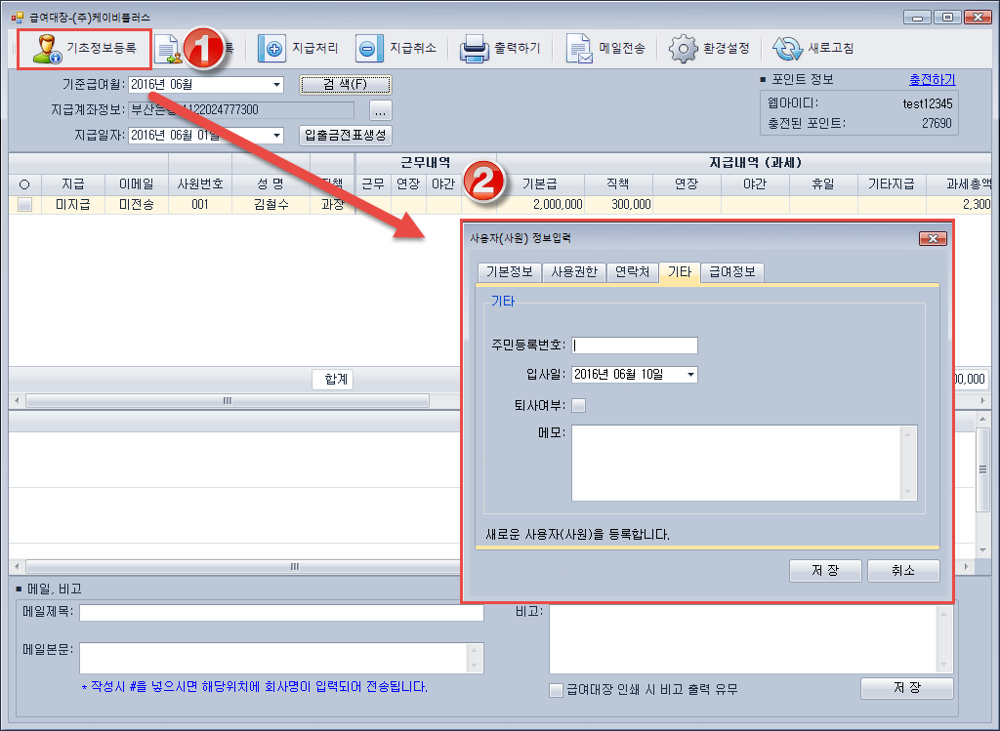 급여대장-(주)케이비플러스
기초정보등록 1 록 지급처리 지급취소 출력하기 메일전송 환경설정 새로고침
기준급여월: 2016년 06월 검 색(F)
지급계좌정보: 부산은 1122024777300 ...
지급일자: 2016년 06월 01일 입출금전표생성
■ 포인트 정보 충전하기
웹아이디: test12345
충전된 포인트: 27690
근무내역 지급내역 (과세)
지급 이메일 사원번호 성 명 직책 근무 연장 야간 2 기본급 직책 연장 야간 휴일 기타지급 과세총액
미지급 미전송 001 김철수 과장 2,000,000 300,000 2,300
사용자(사원) 정보입력
기본정보 사용권한 연락처 기타 급여정보
기타
주민등록번호:
입사일: 2016년 06월 10일
퇴사여부:
메모:
새로운 사용자(사원)을 등록합니다.
저 장 취소
합계 00,000
■ 메일, 비고
메일제목:
메일본문:
* 작성시 #을 넣으시면 해당위치에 회사명이 입력되어 전송됩니다.
비고:
급여대장 인쇄 시 비고 출력 유무
저 장